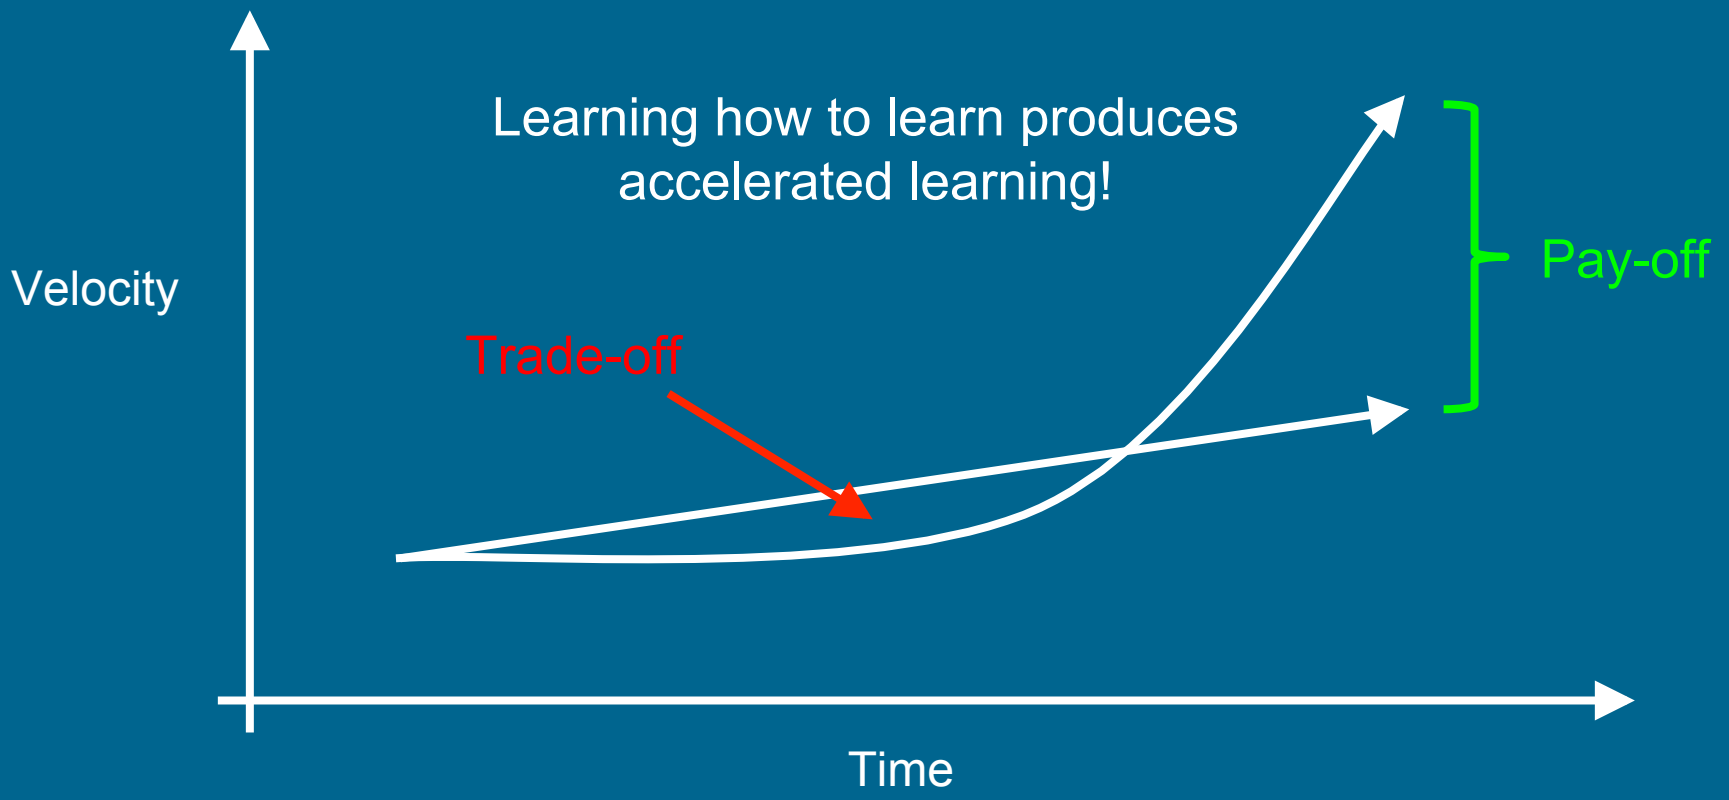 Learning how to learn produces
accelerated learning!
Velocity
Pay-off
Trade-off
Time